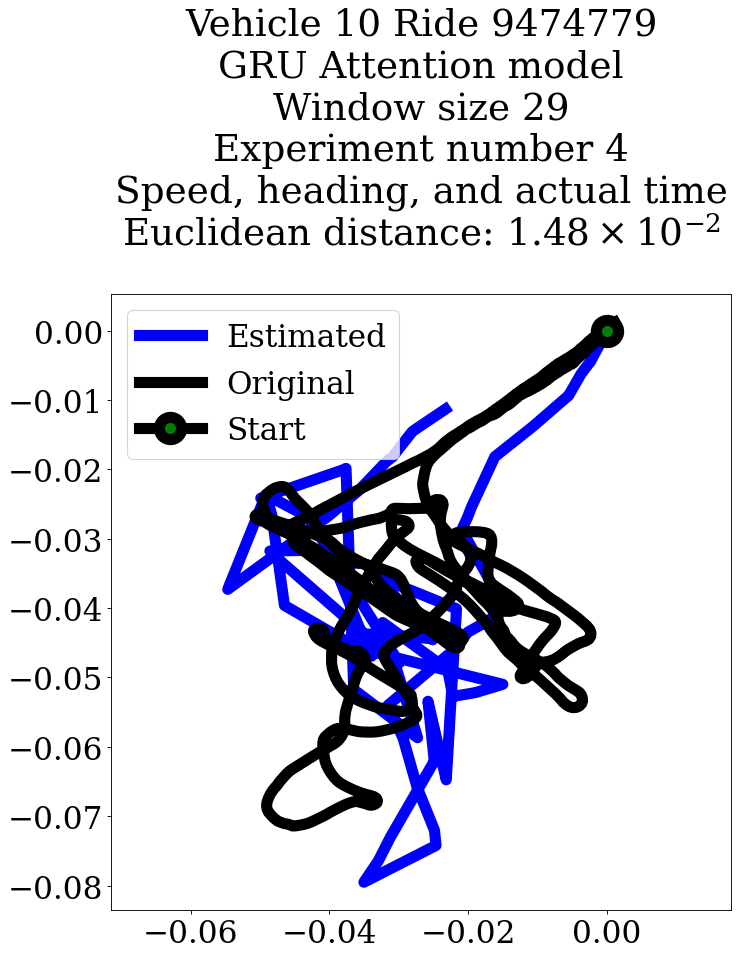 Vehicle 10 Ride 9474779
GRU Attention model
Window size 29
Experiment number 4
Speed, heading, and actual time
Euclidean distance: 1.48 × 10⁻²
Estimated
Original
Start
0.00
−0.01
−0.02
−0.03
−0.04
−0.05
−0.06
−0.07
−0.08
−0.06
−0.04
−0.02
0.00